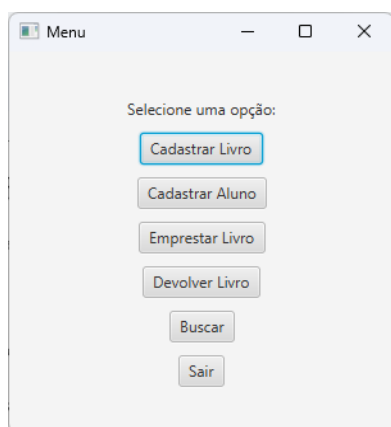 Menu
Selecione uma opção:
Cadastrar Livro
Cadastrar Aluno
Emprestar Livro
Devolver Livro
Buscar
Sair